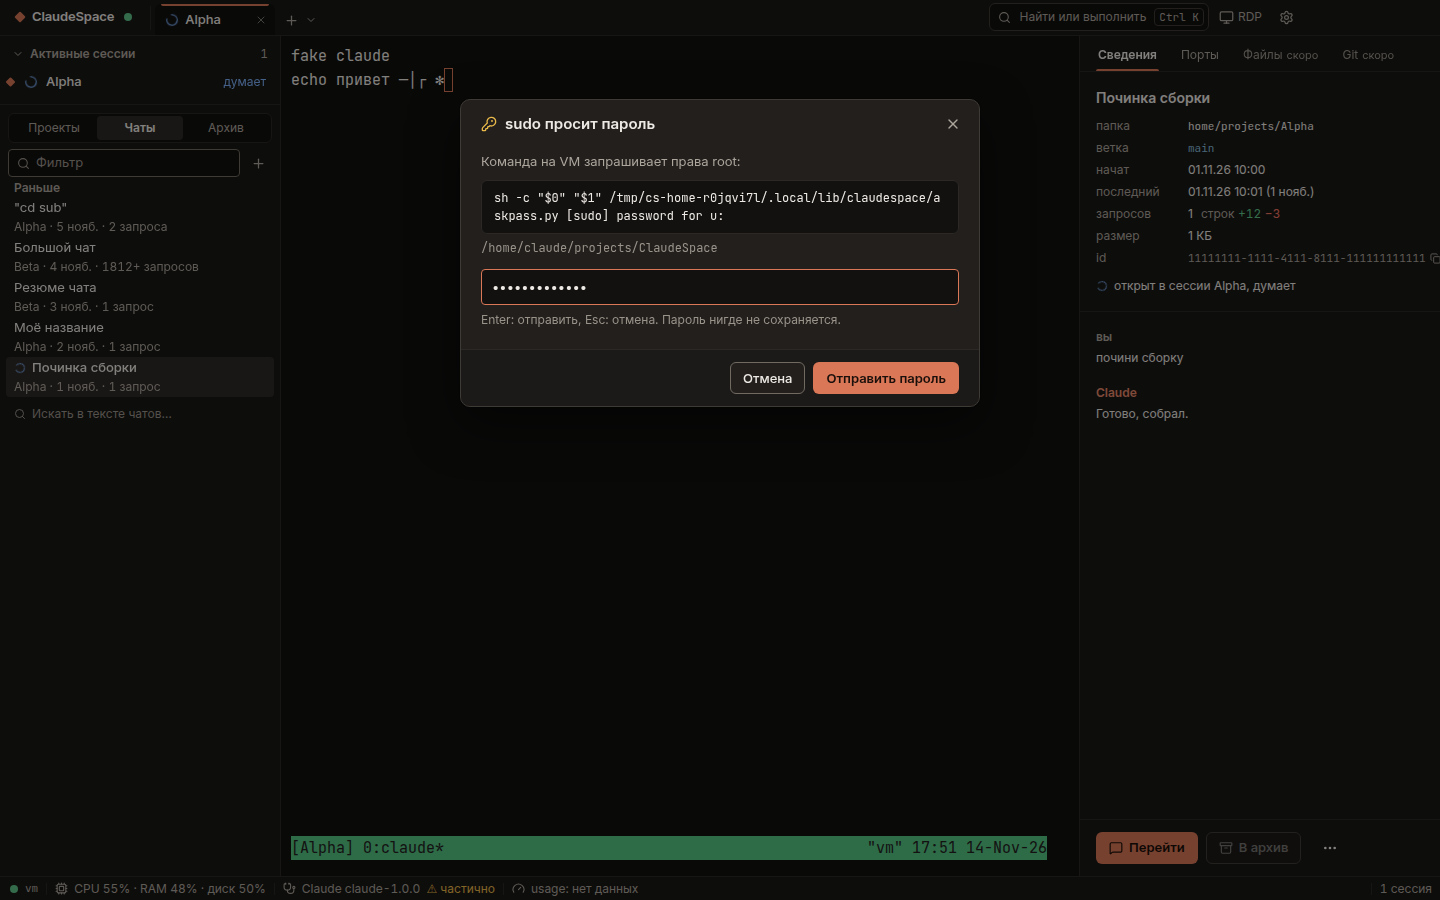 ClaudeSpace
Alpha
Найти или выполнить
Ctrl K
RDP
Активные сессии 1
Alpha думает
Проекты Чаты Архив
Фильтр
Раньше
"cd sub"
Alpha · 5 нояб. · 2 запроса
Большой чат
Beta · 4 нояб. · 1812+ запросов
Резюме чата
Beta · 3 нояб. · 1 запрос
Моё название
Alpha · 2 нояб. · 1 запрос
Починка сборки
Alpha · 1 нояб. · 1 запрос
Искать в тексте чатов...
fake claude
echo привет ─│┌ ✻
[Alpha] 0:claude* "vm" 17:51 14-Nov-26
sudo просит пароль
Команда на VM запрашивает права root:
sh -c "$0" "$1" /tmp/cs-home-r0jqvi7l/.local/lib/claudespace/a
skpass.py [sudo] password for u:
/home/claude/projects/ClaudeSpace
•••••••••••••
Enter: отправить, Esc: отмена. Пароль нигде не сохраняется.
Отмена Отправить пароль
Сведения Порты Файлы скоро Git скоро
Починка сборки
папка home/projects/Alpha
ветка main
начат 01.11.26 10:00
последний 01.11.26 10:01 (1 нояб.)
запросов 1 строк +12 −3
размер 1 КБ
id 11111111-1111-4111-8111-111111111111
открыт в сессии Alpha, думает
вы
почини сборку
Claude
Готово, собрал.
Перейти В архив
vm CPU 55% · RAM 48% · диск 50% Claude claude-1.0.0 ⚠ частично usage: нет данных 1 сессия